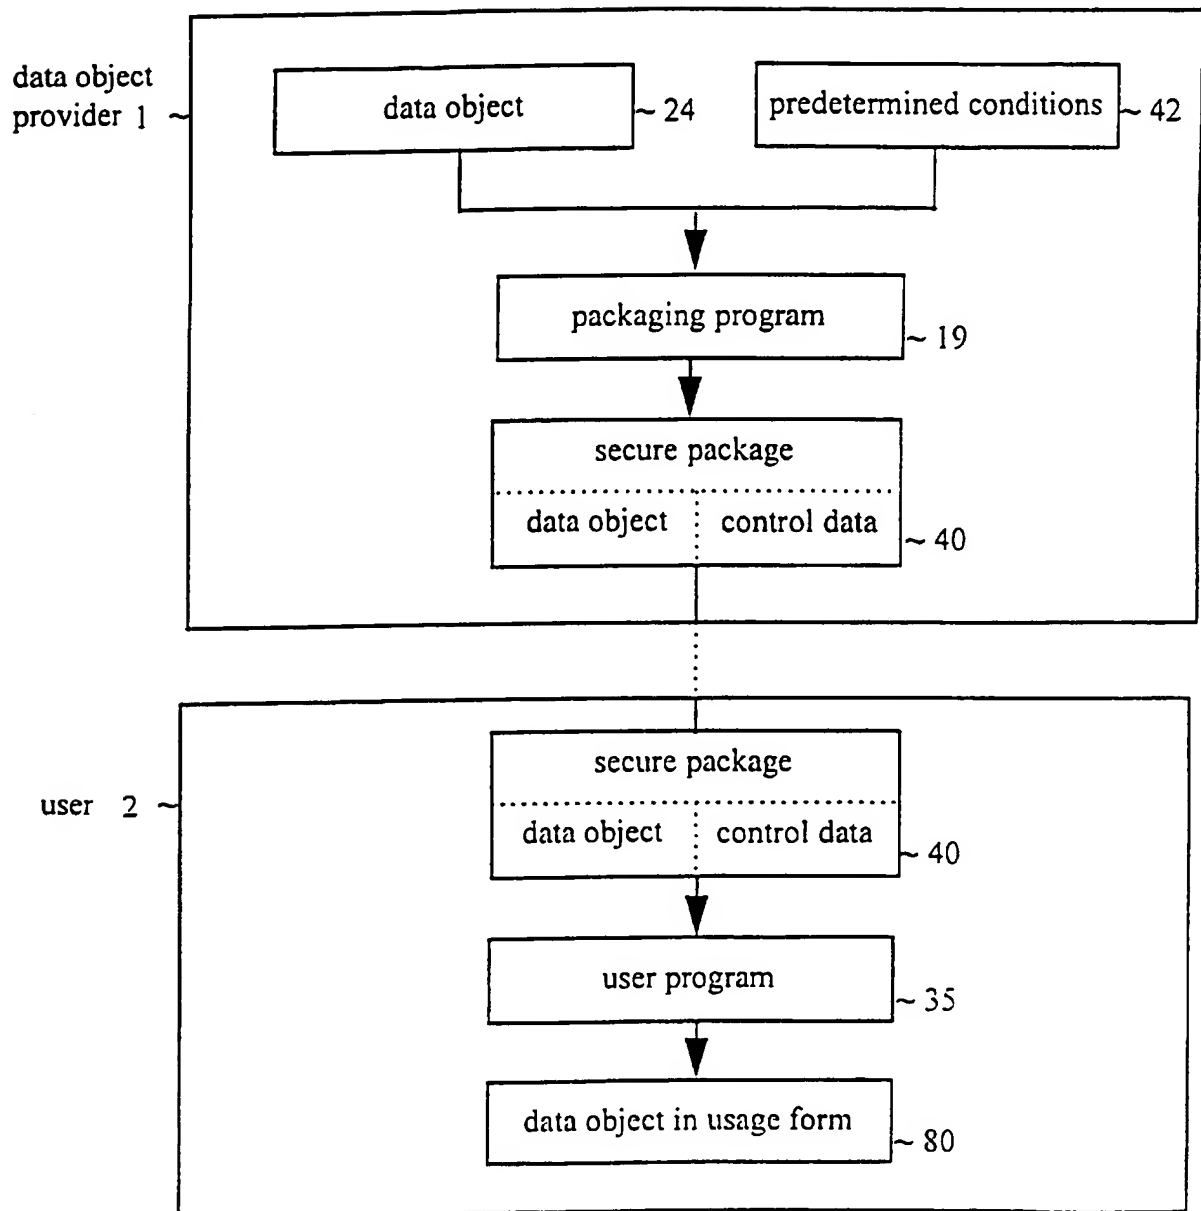 data object
provider 1 ~
data object
~ 24
predetermined conditions
~ 42
packaging program
~ 19
secure package
data object
control data
~ 40
user 2 ~
secure package
data object
control data
~ 40
user program
~ 35
data object in usage form
~ 80